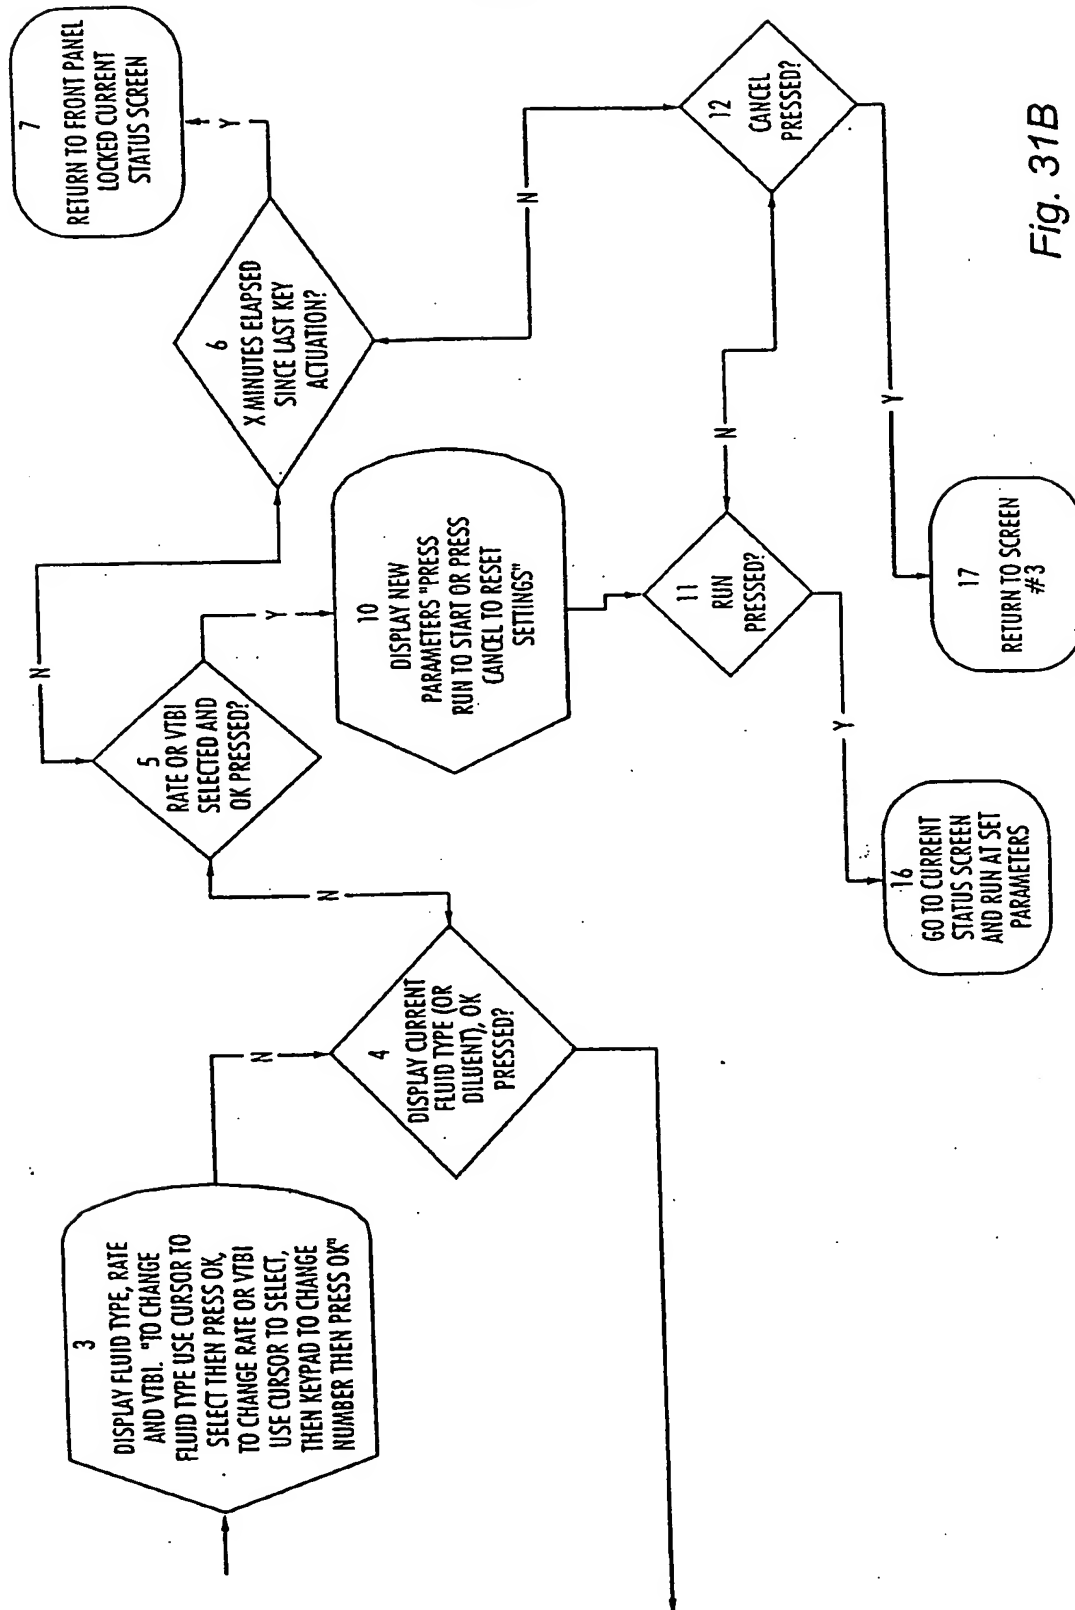 3
DISPLAY FLUID TYPE, RATE
AND VTBI. "TO CHANGE
FLUID TYPE USE CURSOR TO
SELECT THEN PRESS OK,
TO CHANGE RATE OR VTBI
USE CURSOR TO SELECT,
THEN KEYPAD TO CHANGE
NUMBER THEN PRESS OK"
N
4
DISPLAY CURRENT
FLUID TYPE (OR
DILUENT), OK
PRESSED?
N
5
RATE OR VTBI
SELECTED AND
OK PRESSED?
N
Y
6
X MINUTES ELAPSED
SINCE LAST KEY
ACTUATION?
Y
7
RETURN TO FRONT PANEL
LOCKED CURRENT
STATUS SCREEN
N
10
DISPLAY NEW
PARAMETERS "PRESS
RUN TO START OR PRESS
CANCEL TO RESET
SETTINGS"
11
RUN
PRESSED?
N
12
CANCEL
PRESSED?
Y
Y
16
GO TO CURRENT
STATUS SCREEN
AND RUN AT SET
PARAMETERS
17
RETURN TO SCREEN
#3
Fig. 31B